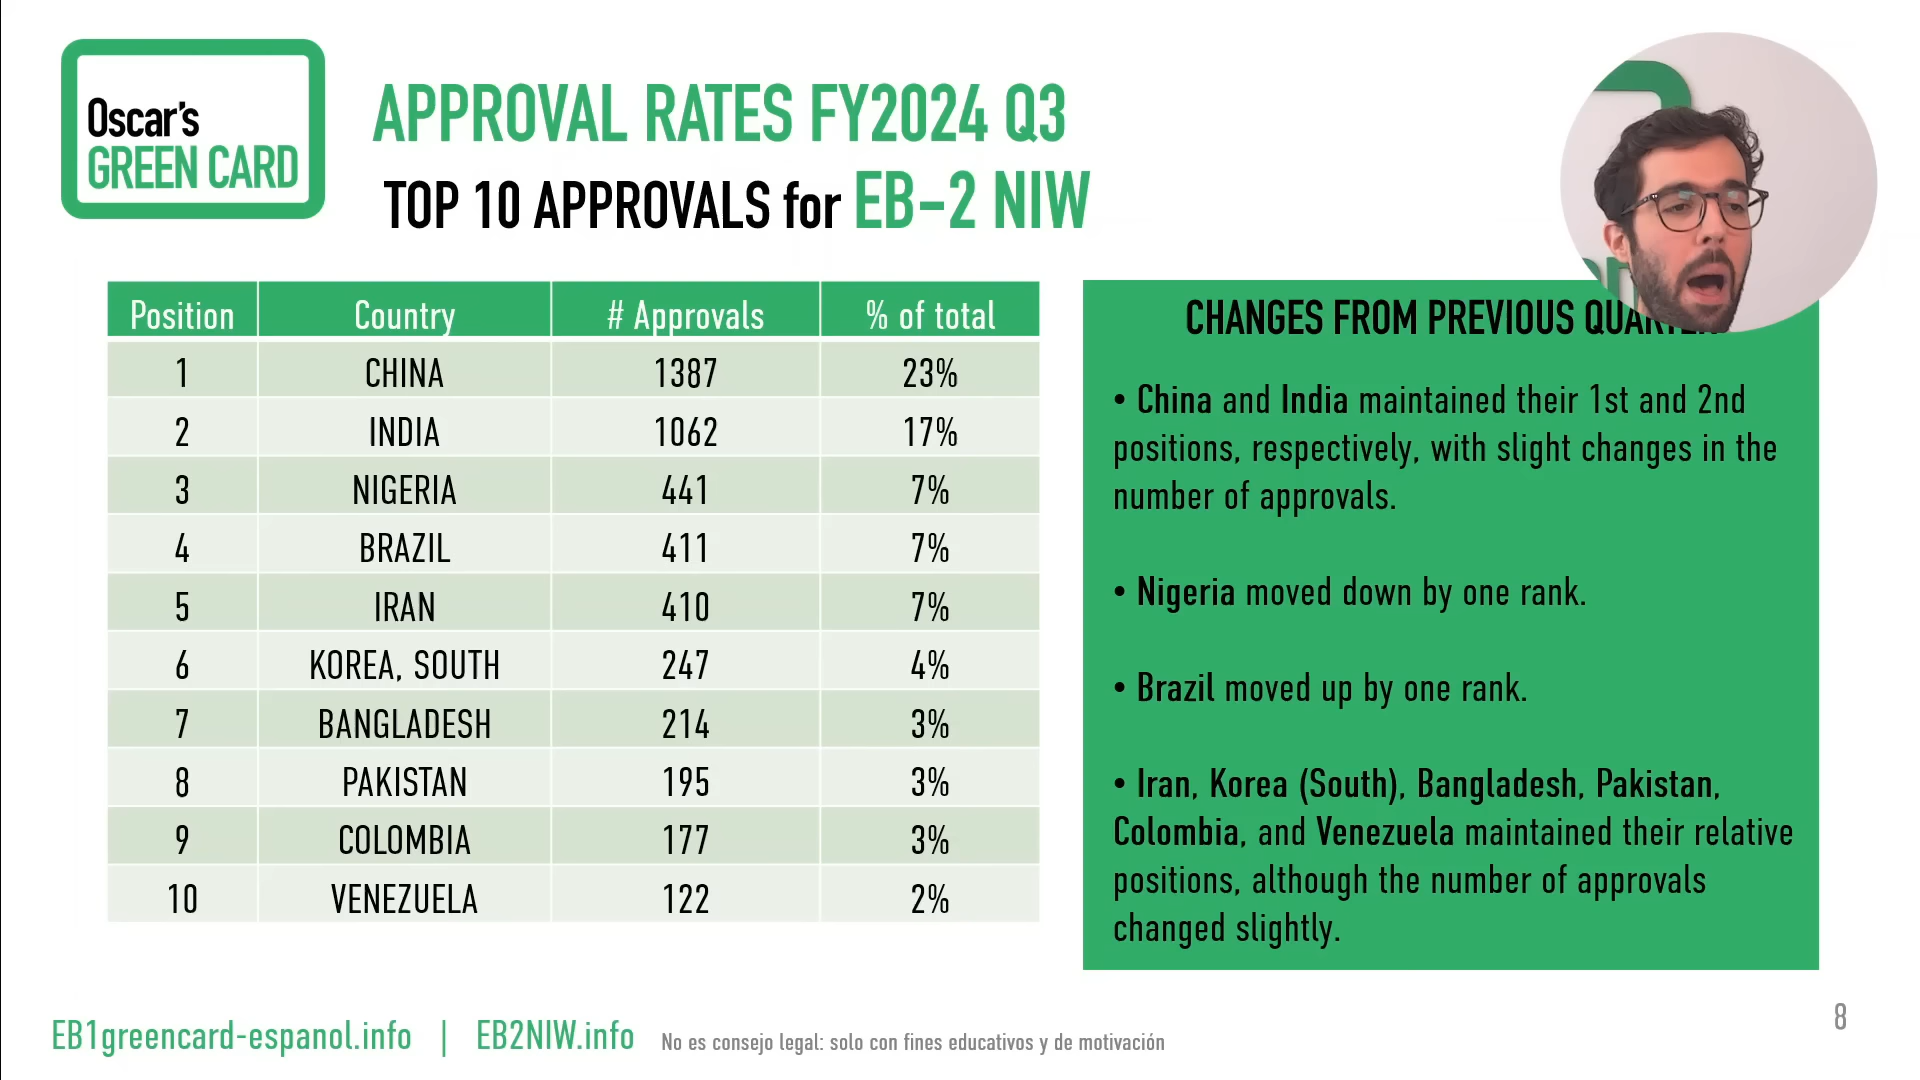 Oscar's
GREEN CARD
APPROVAL RATES FY2024 Q3
TOP 10 APPROVALS for EB-2 NIW
Position Country # Approvals % of total
1 CHINA 1387 23%
2 INDIA 1062 17%
3 NIGERIA 441 7%
4 BRAZIL 411 7%
5 IRAN 410 7%
6 KOREA, SOUTH 247 4%
7 BANGLADESH 214 3%
8 PAKISTAN 195 3%
9 COLOMBIA 177 3%
10 VENEZUELA 122 2%
CHANGES FROM PREVIOUS
• China and India maintained their 1st and 2nd
positions, respectively, with slight changes in the
number of approvals.
• Nigeria moved down by one rank.
• Brazil moved up by one rank.
• Iran, Korea (South), Bangladesh, Pakistan,
Colombia, and Venezuela maintained their relative
positions, although the number of approvals
changed slightly.
EB1greencard-espanol.info | EB2NIW.info No es consejo legal: solo con fines educativos y de motivación
8